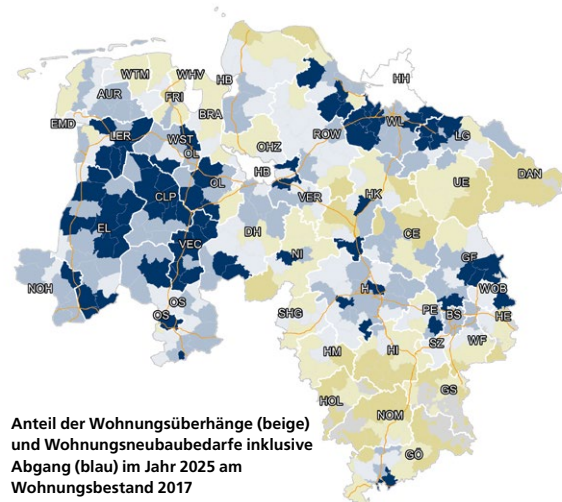 HH
WTM
WHV
HB
AUR
FRI
BRA
EMD
LER
WST
OL
OHZ
ROW
WL
LG
HB
OL
CLP
VER
HK
UE
DAN
EL
VEC
DH
NI
CE
GF
NOH
WOB
OS
OS
SHG
H
PE
BS
HE
HM
HI
SZ
WF
HOL
NOM
GS
GÖ
Anteil der Wohnungsüberhänge (beige)
und Wohnungsneubaubedarfe inklusive
Abgang (blau) im Jahr 2025 am
Wohnungsbestand 2017